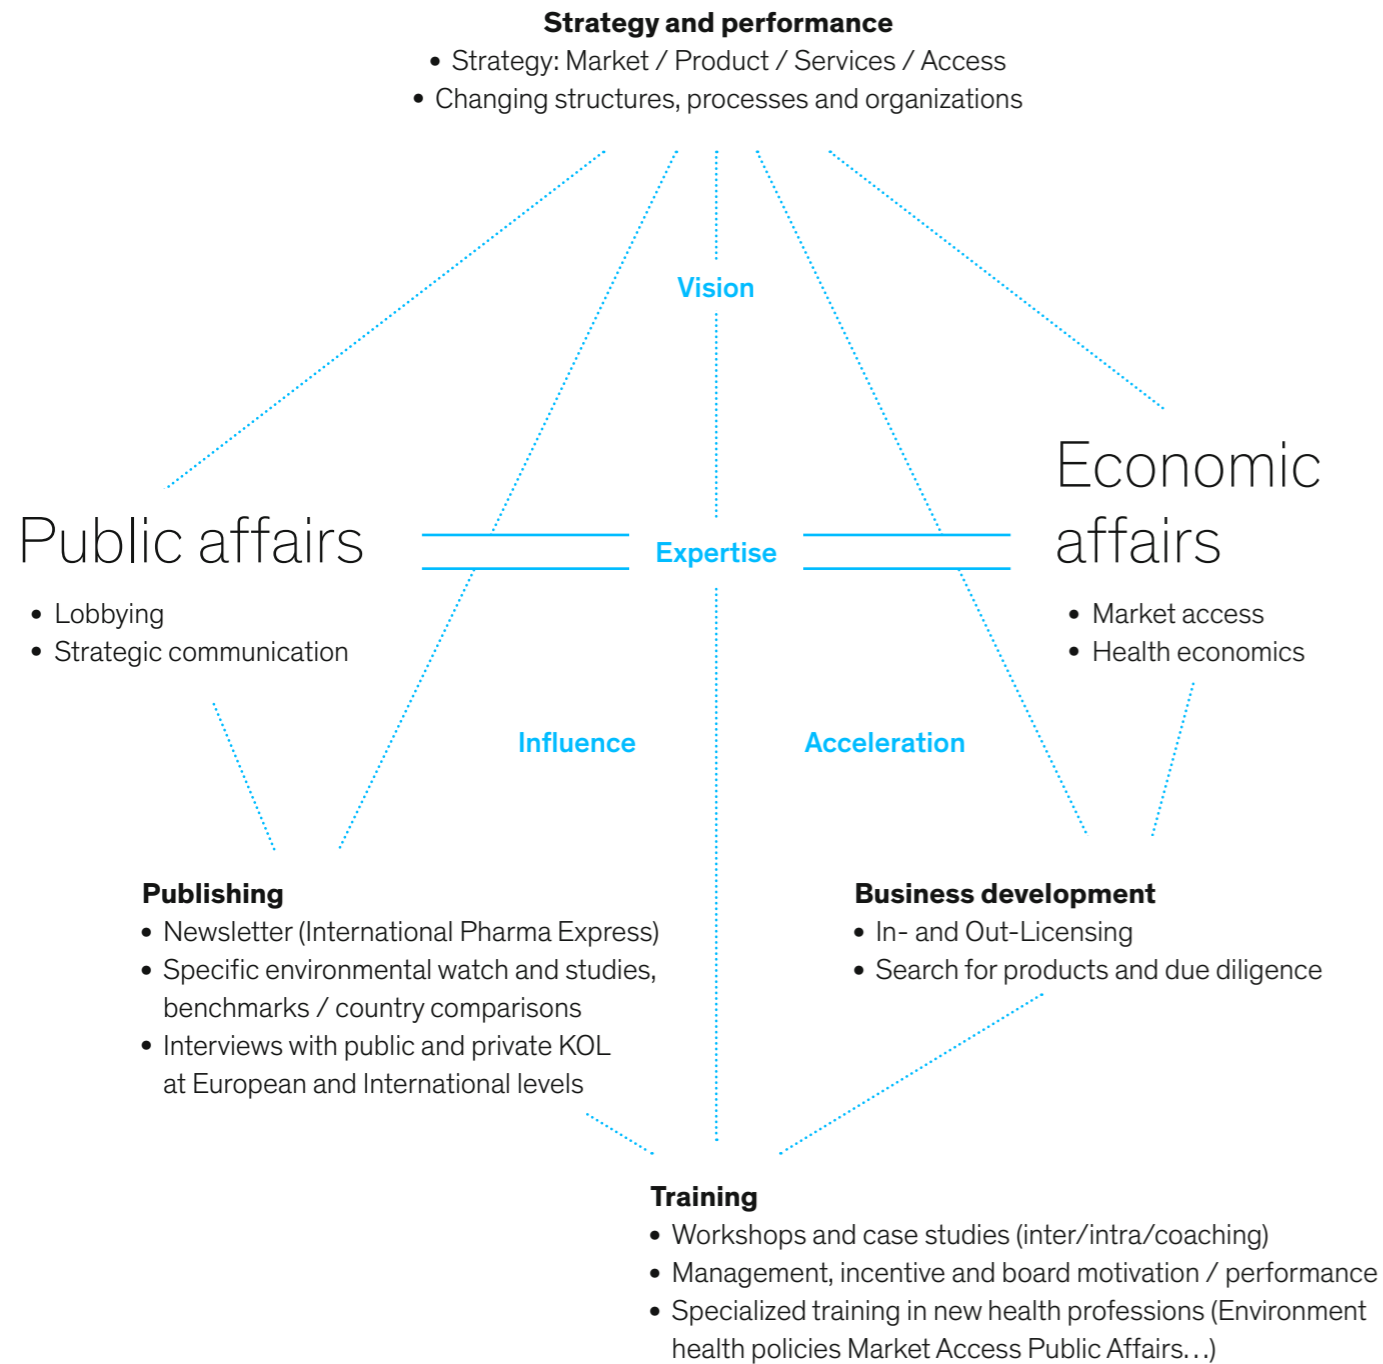 Strategy and performance
• Strategy: Market / Product / Services / Access
• Changing structures, processes and organizations
Vision
Public affairs
• Lobbying
• Strategic communication
Expertise
Economic
affairs
• Market access
• Health economics
Influence
Acceleration
Publishing
• Newsletter (International Pharma Express)
• Specific environmental watch and studies,
benchmarks / country comparisons
• Interviews with public and private KOL
at European and International levels
Business development
• In- and Out-Licensing
• Search for products and due diligence
Training
• Workshops and case studies (inter/intra/coaching)
• Management, incentive and board motivation / performance
• Specialized training in new health professions (Environment
health policies Market Access Public Affairs…)